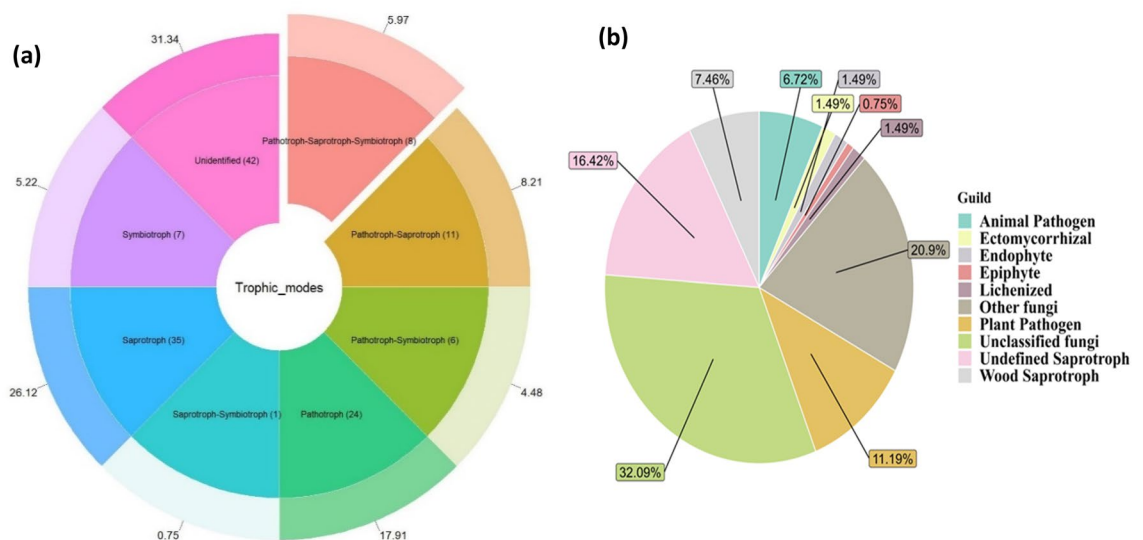 (a)
5.97
31.34
Pathotroph-Saprotroph-Symbiotroph (8)
Unidentified (42)
5.22
8.21
Symbiotroph (7)
Pathotroph-Saprotroph (11)
Trophic_modes
Saprotroph (35)
Pathotroph-Symbiotroph (6)
26.12
4.48
Saprotroph-Symbiotroph (1)
Pathotroph (24)
0.75
17.91
(b)
7.46%
6.72%
1.49%
1.49%
0.75%
1.49%
16.42%
20.9%
32.09%
11.19%
Guild
Animal Pathogen
Ectomycorrhizal
Endophyte
Epiphyte
Lichenized
Other fungi
Plant Pathogen
Unclassified fungi
Undefined Saprotroph
Wood Saprotroph